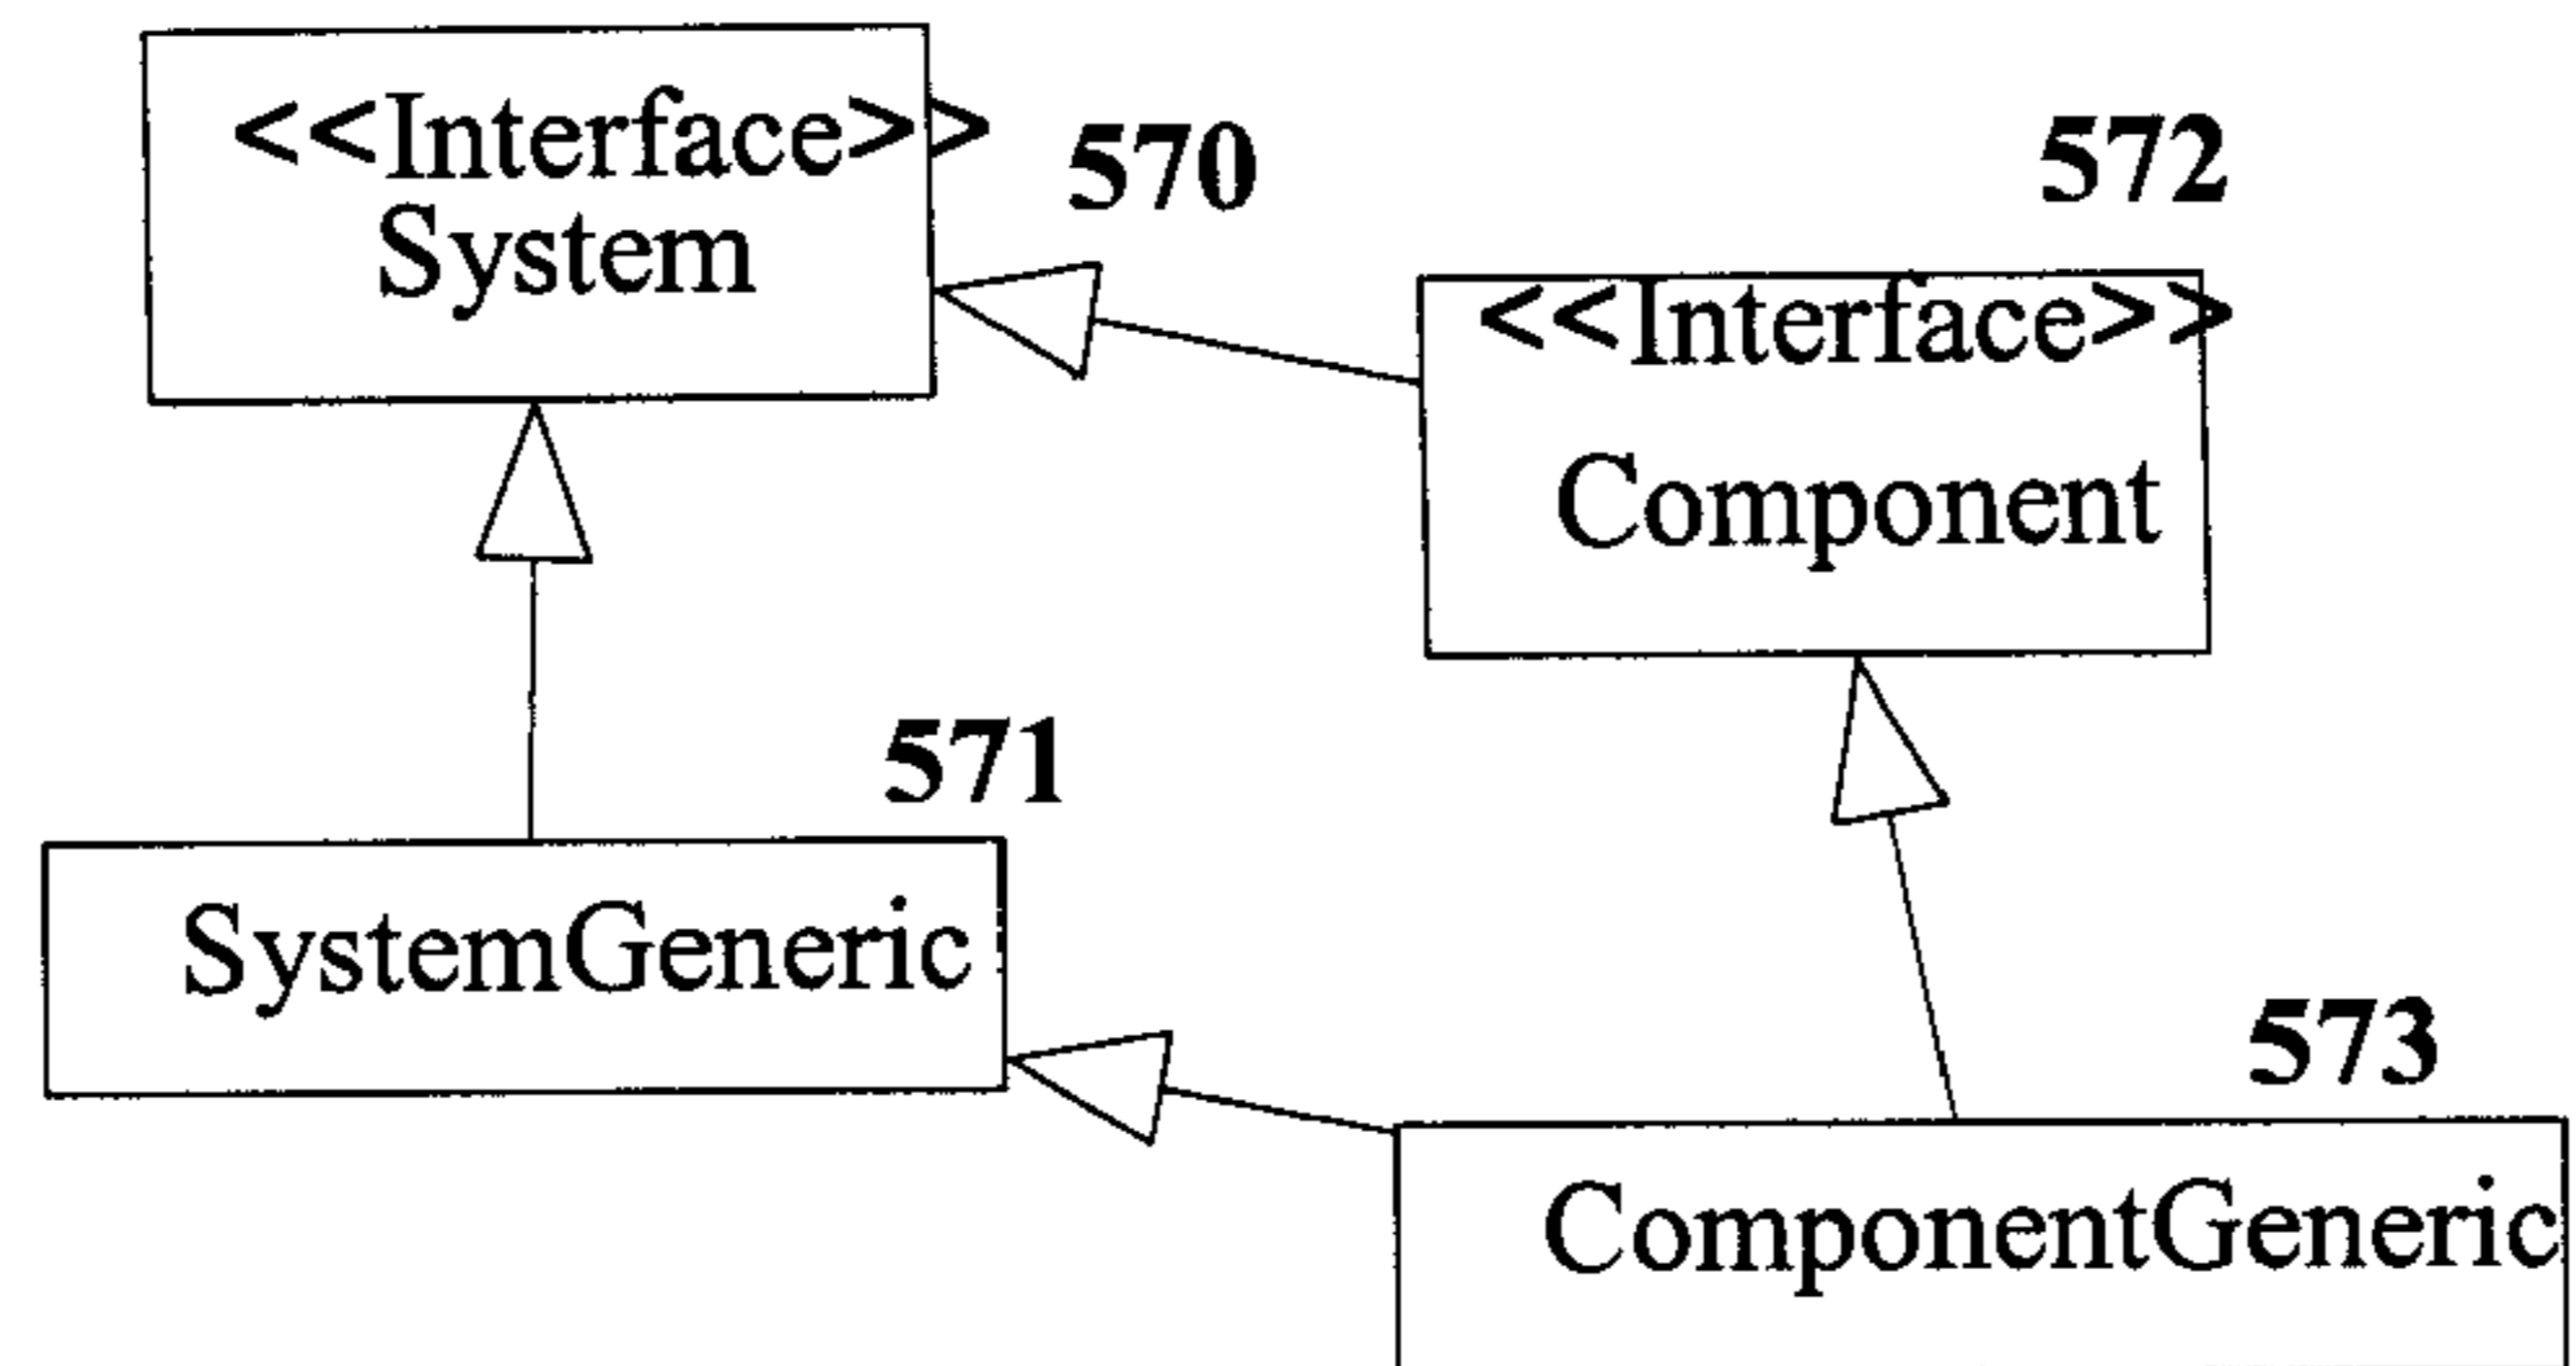 <<Interface>>
System
570
572
<<Interface>>
Component
571
SystemGeneric
573
ComponentGeneric